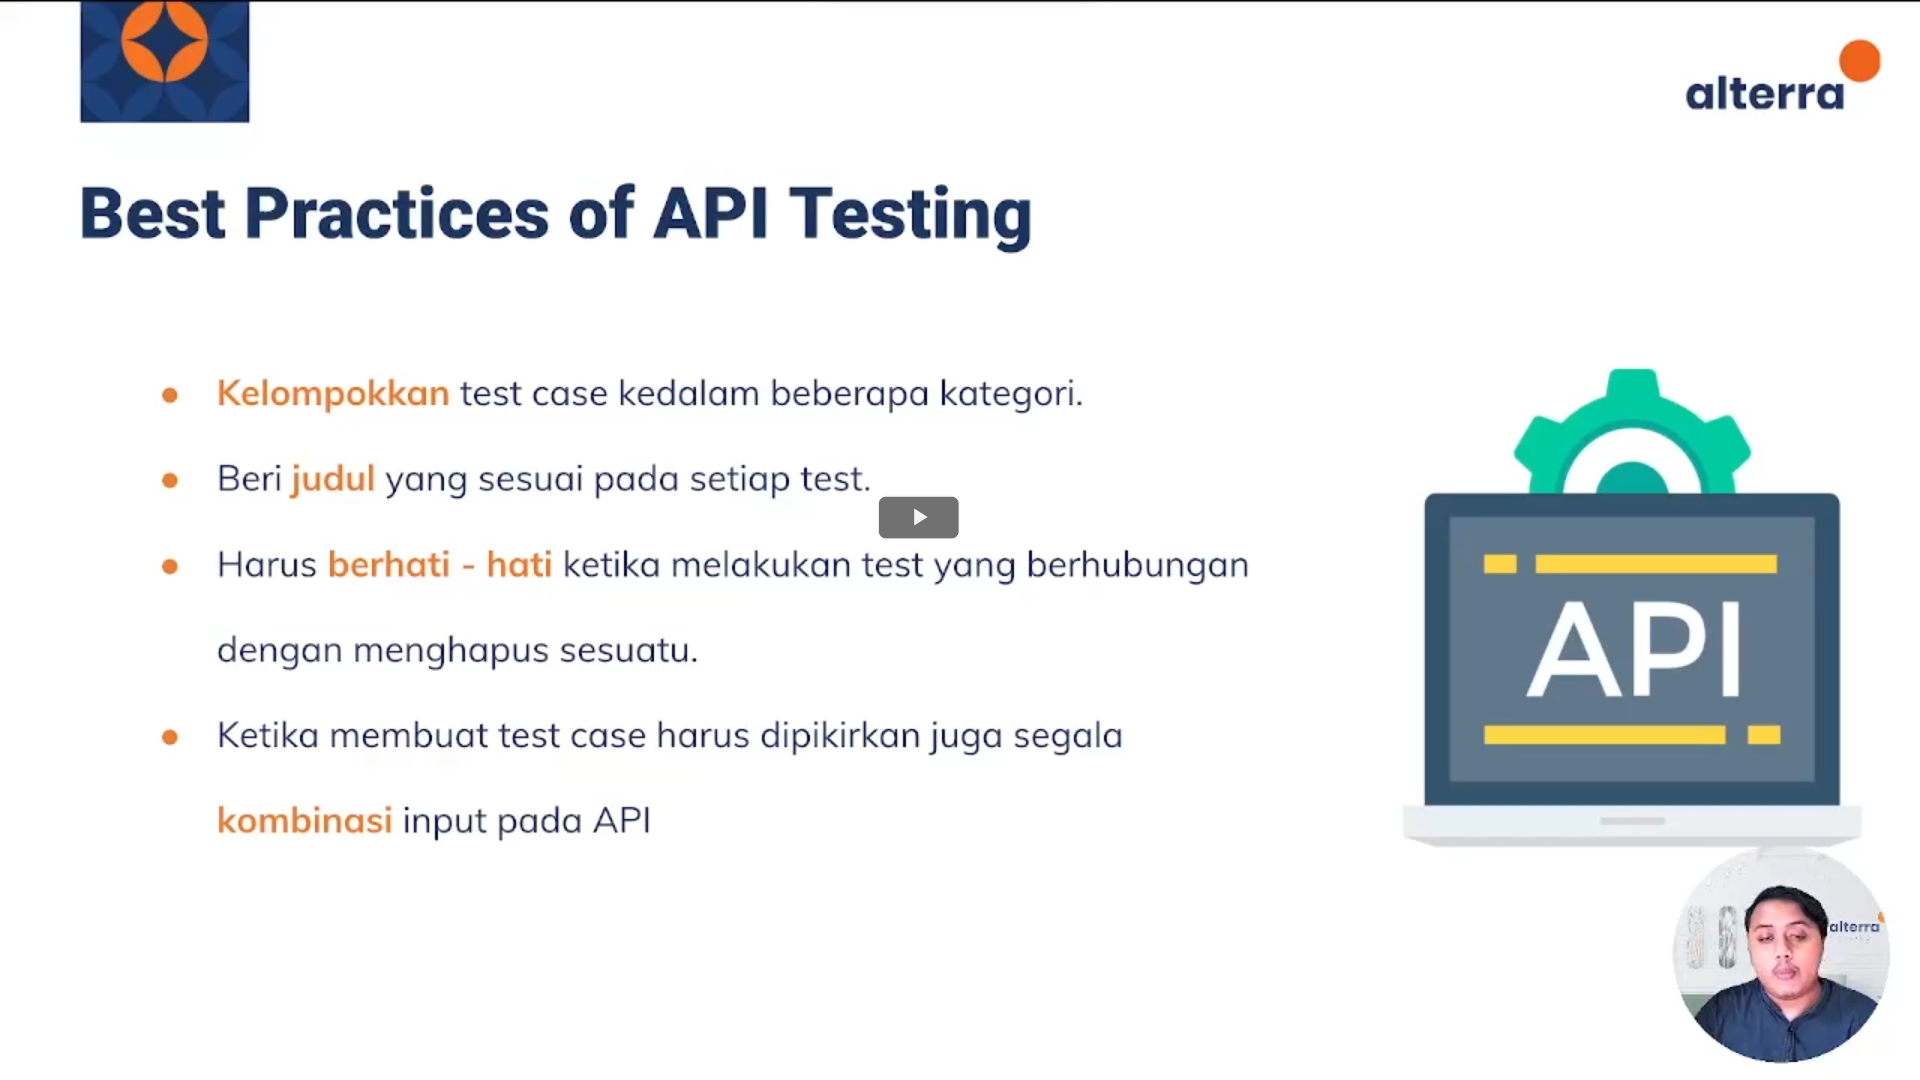 alterra
Best Practices of API Testing
Kelompokkan test case kedalam beberapa kategori.
Beri judul yang sesuai pada setiap test.
Harus berhati - hati ketika melakukan test yang berhubungan
dengan menghapus sesuatu.
Ketika membuat test case harus dipikirkan juga segala
kombinasi input pada API
API
alterra